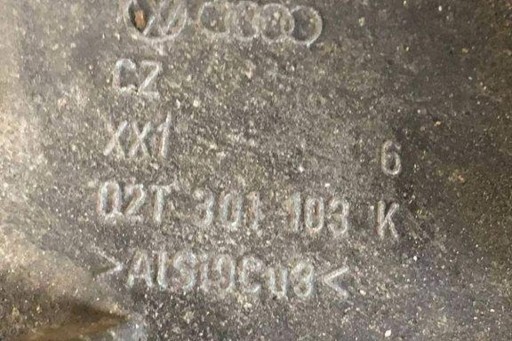 CZ
XX1 6
02T 301 103 K
>AlSi9Cu3<